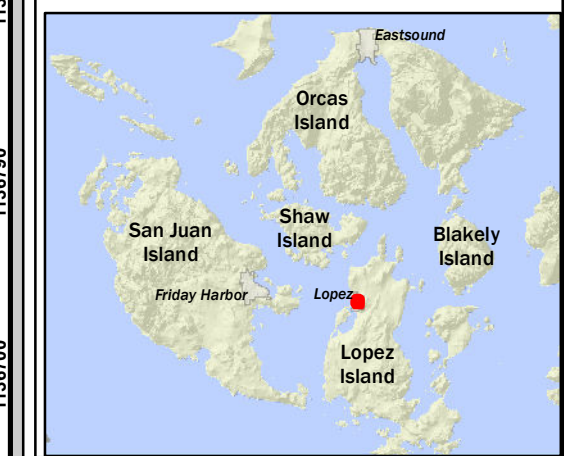 Eastsound
Orcas
Island
Shaw
Island
San Juan
Island
Blakely
Island
Friday Harbor
Lopez
Lopez
Island